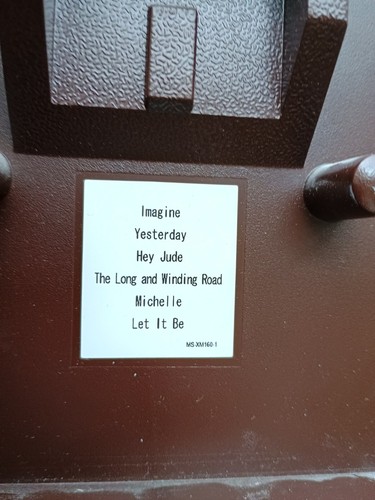 Imagine
Yesterday
Hey Jude
The Long and Winding Road
Michelle
Let It Be
MS-XM160-1